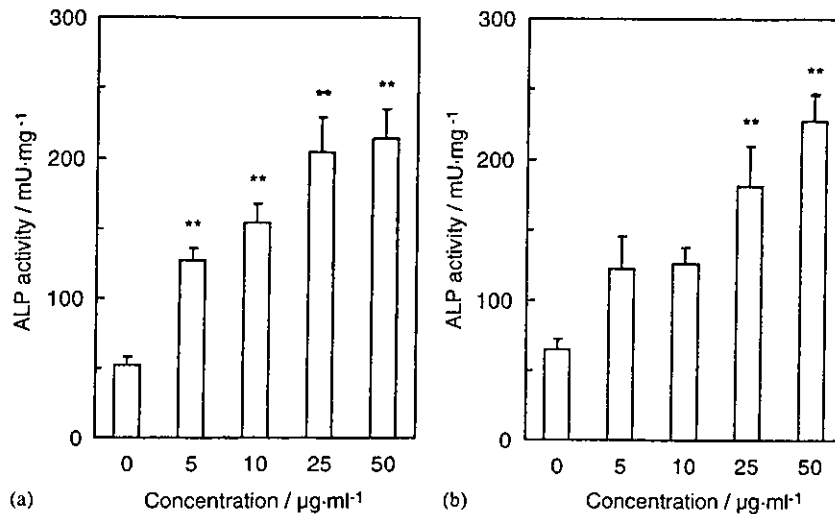 300
200
100
0
ALP activity / mU·mg⁻¹
**
**
**
**
0 5 10 25 50
Concentration / µg·ml⁻¹
(a)
300
200
100
0
ALP activity / mU·mg⁻¹
**
**
0 5 10 25 50
Concentration / µg·ml⁻¹
(b)